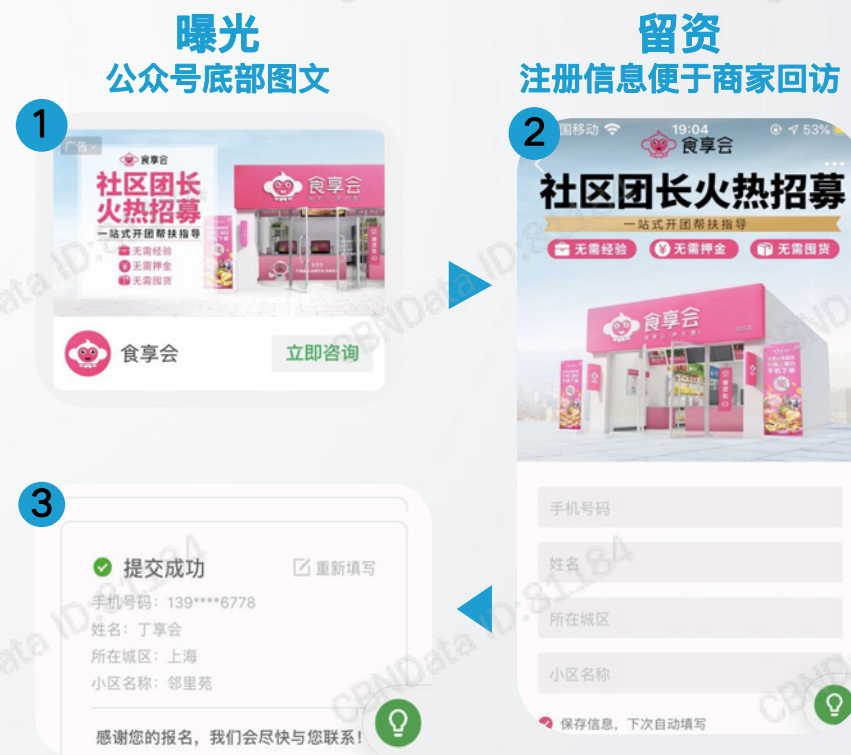 曝光
公众号底部图文
1
广告
食享会
社区团长
火热招募
一站式开团帮扶指导
无需经验
无需押金
无需囤货
食享会
食享会
立即咨询
留资
注册信息便于商家回访
2
国移动
19:04
53%
食享会
社区团长火热招募
一站式开团帮扶指导
无需经验
无需押金
无需囤货
食享会
手机号码
姓名
所在城区
小区名称
保存信息，下次自动填写
3
提交成功
重新填写
手机号码：139****6778
姓名：丁享会
所在城区：上海
小区名称：邻里苑
感谢您的报名，我们会尽快与您联系！
CBNData ID:81184